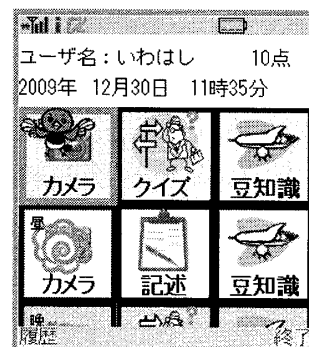 ユーザ名：いわはし 10点
2009年 12月30日 11時35分
カメラ クイズ 豆知識
昼
カメラ 記述 豆知識
晩
履歴 終了